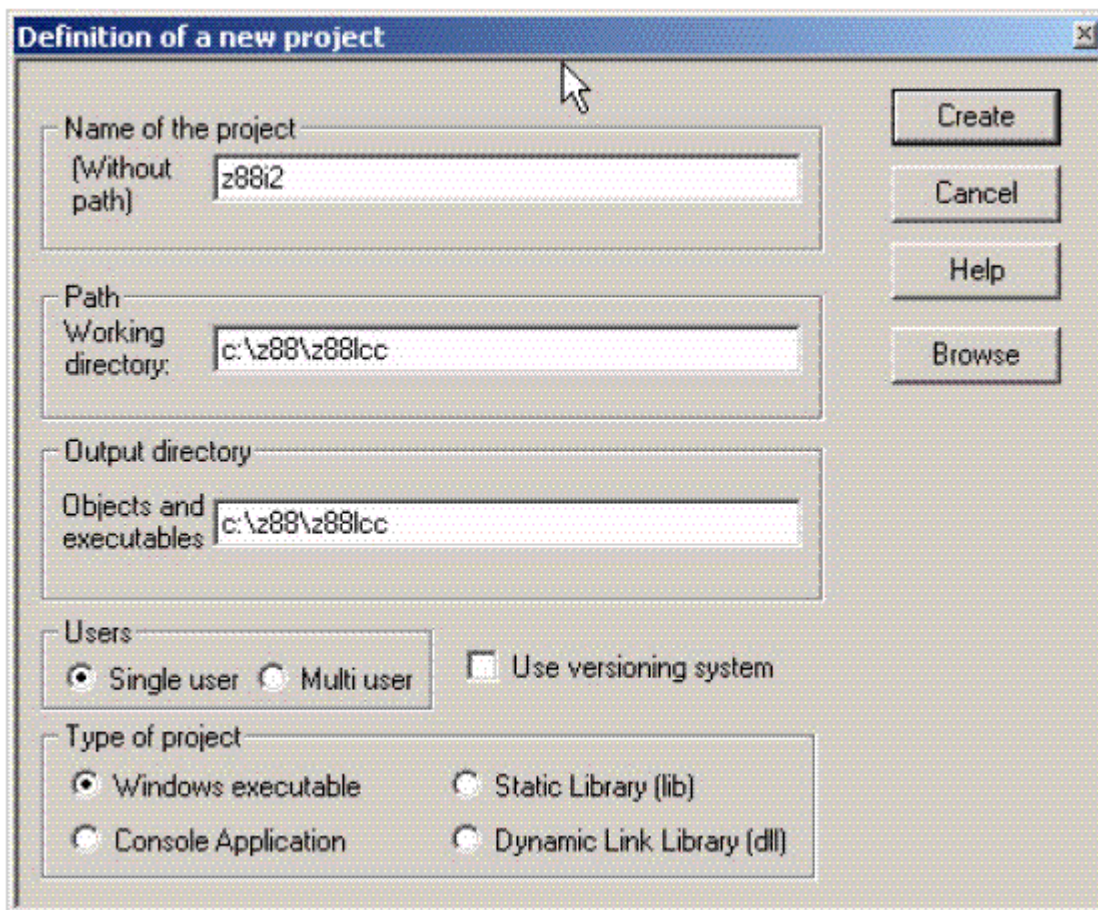 Definition of a new project
Name of the project
(Without path)
z88i2
Create
Cancel
Help
Browse
Path
Working directory:
c:\z88\z88lcc
Output directory
Objects and executables
c:\z88\z88lcc
Users
Single user
Multi user
Use versioning system
Type of project
Windows executable
Static Library (lib)
Console Application
Dynamic Link Library (dll)